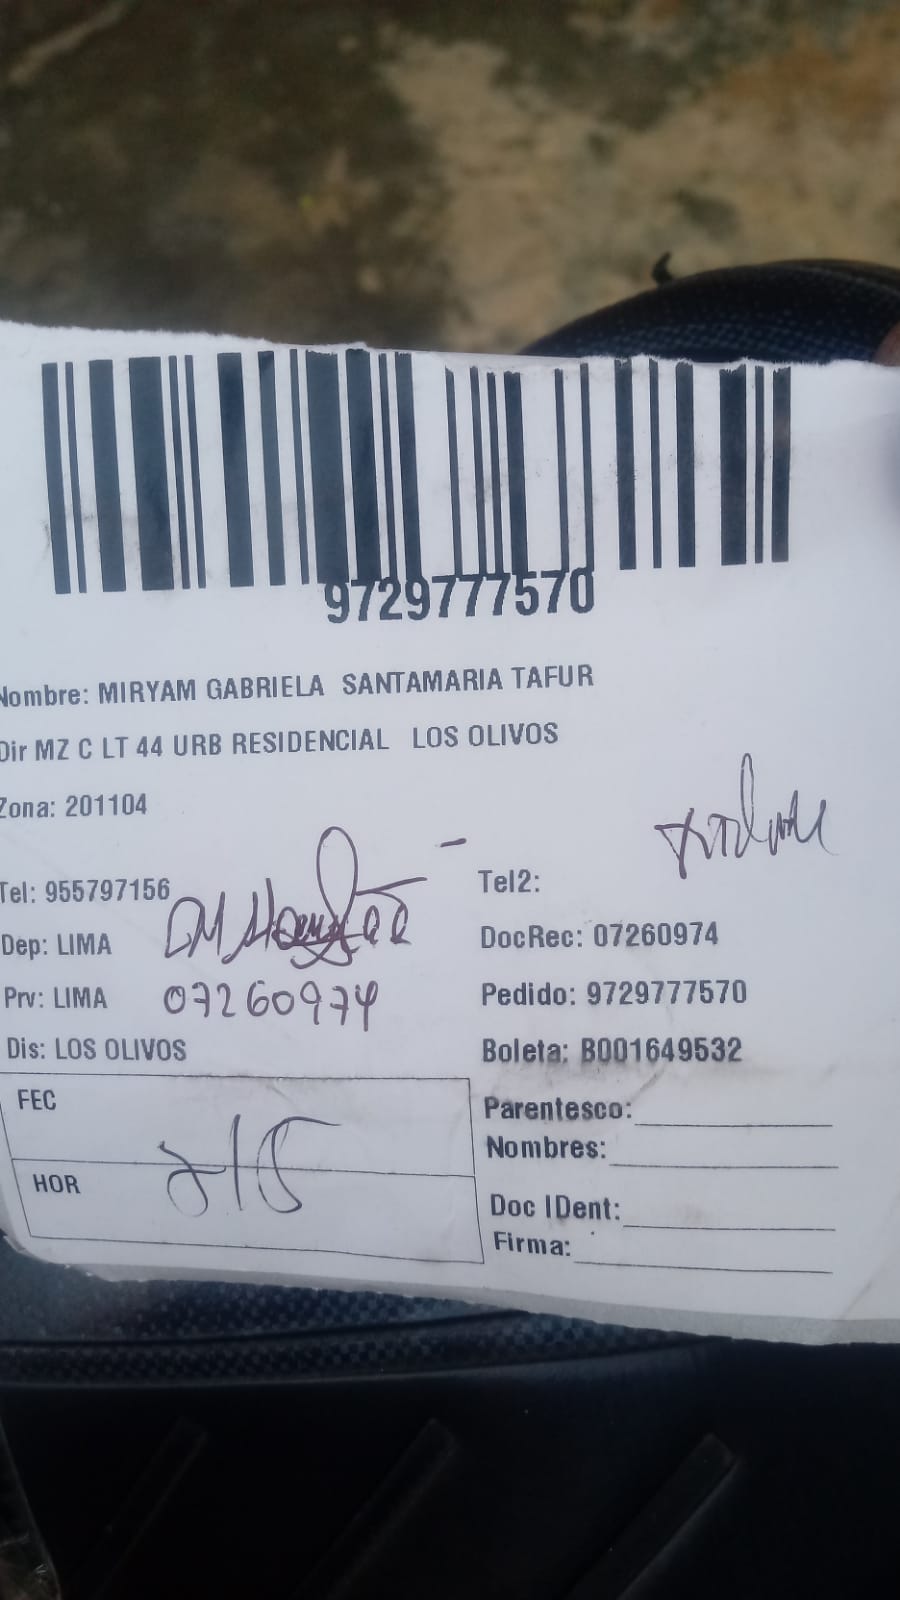 9729777570
Nombre: MIRYAM GABRIELA SANTAMARIA TAFUR
Dir MZ C LT 44 URB RESIDENCIAL LOS OLIVOS
Zona: 201104
Tel: 955797156
Tel2:
Dep: LIMA
DocRec: 07260974
Prv: LIMA
07260974
Pedido: 9729777570
Dis: LOS OLIVOS
Boleta: B001649532
FEC
HOR
Parentesco:
Nombres:
Doc IDent:
Firma: